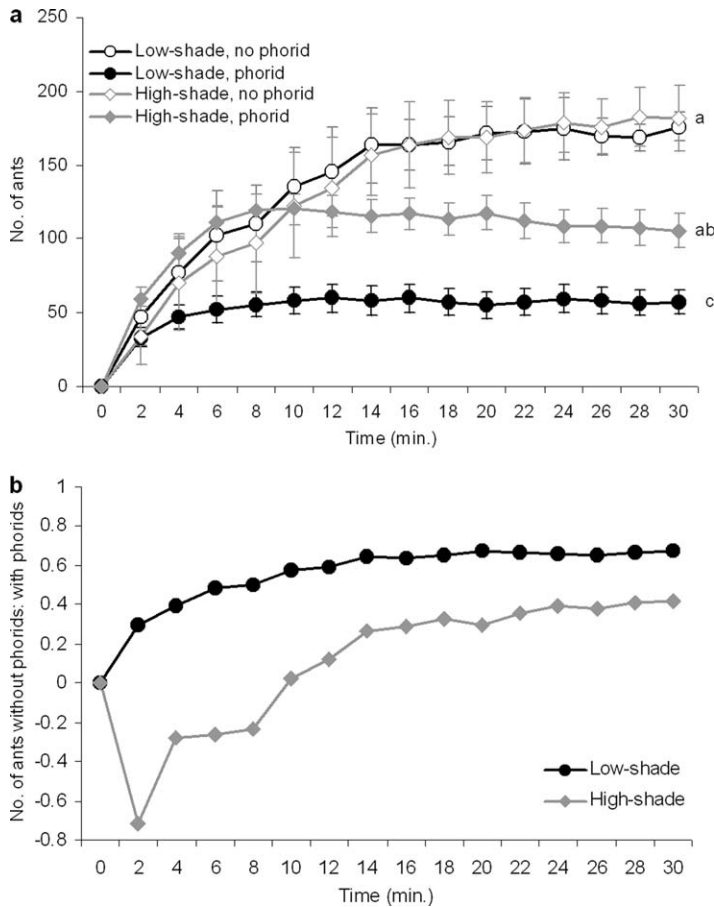 a
250
200
150
100
50
0
No. of ants
Low-shade, no phorid
Low-shade, phorid
High-shade, no phorid
High-shade, phorid
a
ab
c
0 2 4 6 8 10 12 14 16 18 20 22 24 26 28 30
Time (min.)
b
1
0.8
0.6
0.4
0.2
0
-0.2
-0.4
-0.6
-0.8
No. of ants without phorids: with phorids
Low-shade
High-shade
0 2 4 6 8 10 12 14 16 18 20 22 24 26 28 30
Time (min.)